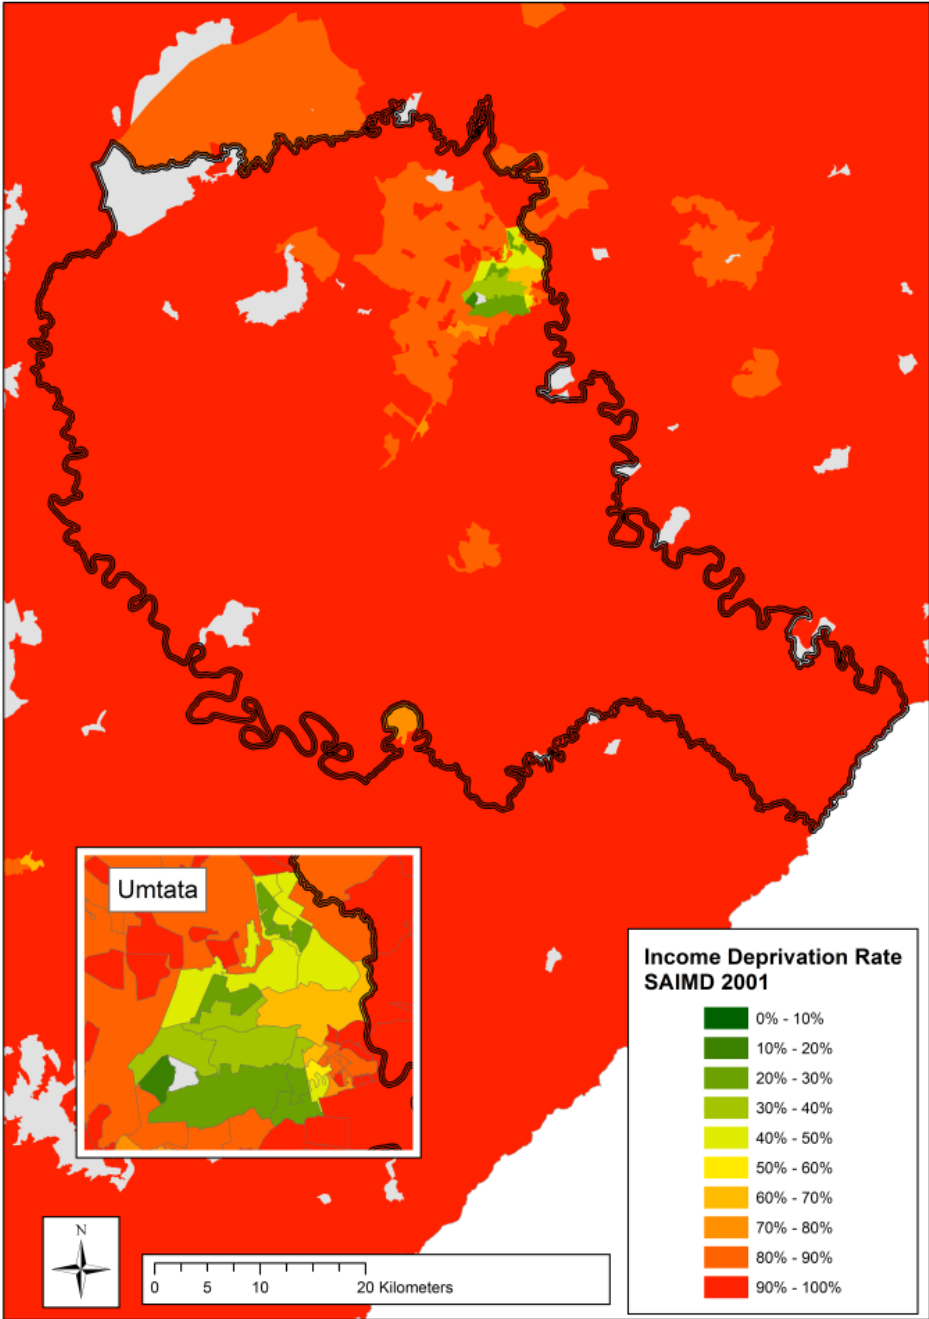 Umtata
Income Deprivation Rate
SAIMD 2001
0% - 10%
10% - 20%
20% - 30%
30% - 40%
40% - 50%
50% - 60%
60% - 70%
70% - 80%
80% - 90%
90% - 100%
N
0 5 10 20 Kilometers